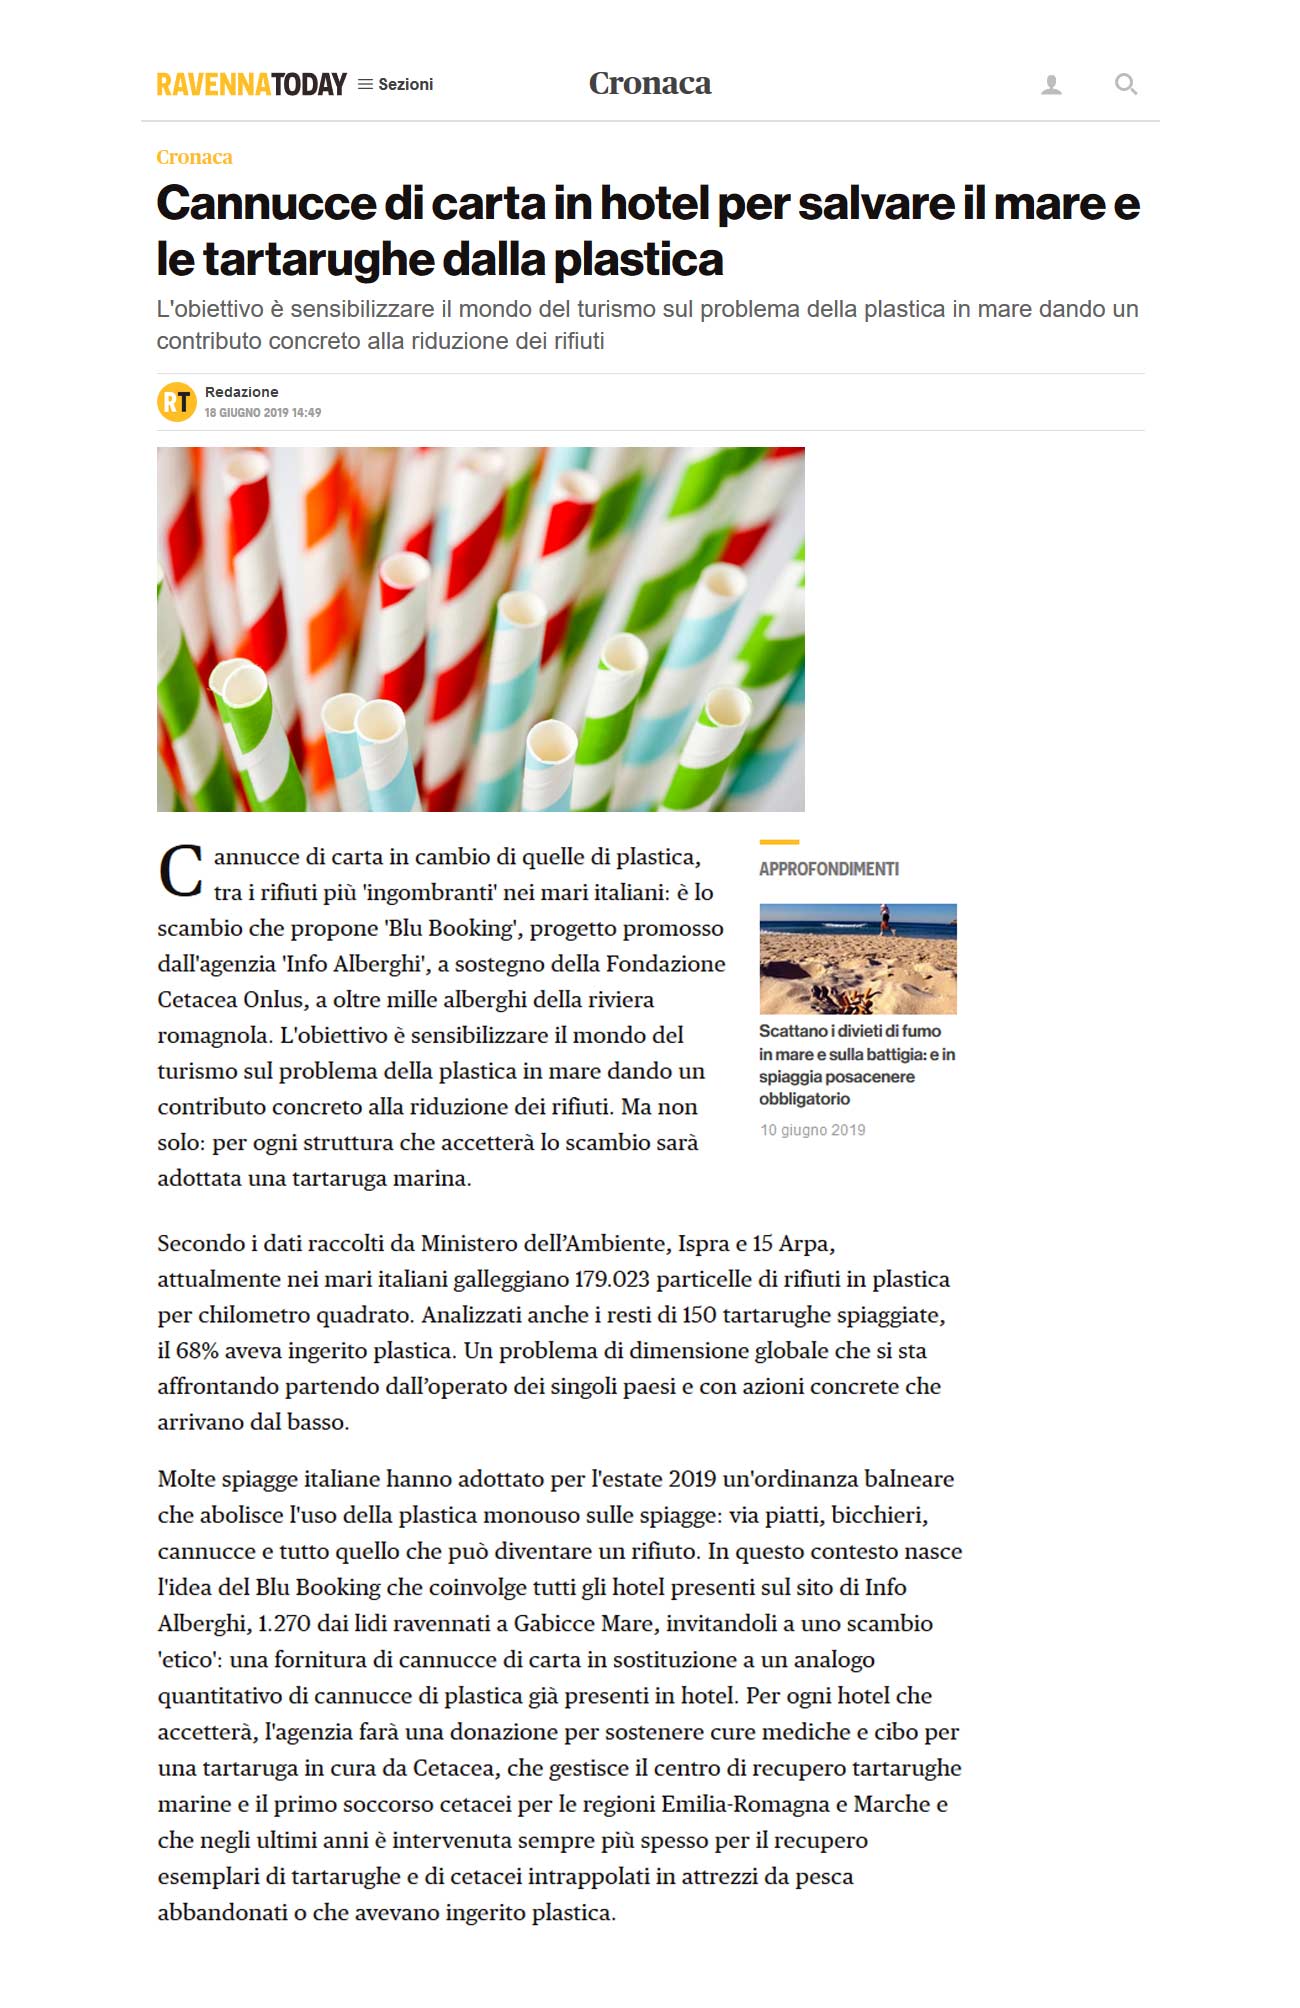 RAVENNATODAY
Sezioni
Cronaca
Cronaca
Cannucce di carta in hotel per salvare il mare e
le tartarughe dalla plastica
L'obiettivo è sensibilizzare il mondo del turismo sul problema della plastica in mare dando un
contributo concreto alla riduzione dei rifiuti
RT
Redazione
18 GIUGNO 2019 14:49
Cannucce di carta in cambio di quelle di plastica,
tra i rifiuti più 'ingombranti' nei mari italiani: è lo
scambio che propone 'Blu Booking', progetto promosso
dall'agenzia 'Info Alberghi', a sostegno della Fondazione
Cetacea Onlus, a oltre mille alberghi della riviera
romagnola. L'obiettivo è sensibilizzare il mondo del
turismo sul problema della plastica in mare dando un
contributo concreto alla riduzione dei rifiuti. Ma non
solo: per ogni struttura che accetterà lo scambio sarà
adottata una tartaruga marina.
APPROFONDIMENTI
Scattano i divieti di fumo
in mare e sulla battigia: e in
spiaggia posacenere
obbligatorio
10 giugno 2019
Secondo i dati raccolti da Ministero dell’Ambiente, Ispra e 15 Arpa,
attualmente nei mari italiani galleggiano 179.023 particelle di rifiuti in plastica
per chilometro quadrato. Analizzati anche i resti di 150 tartarughe spiaggiate,
il 68% aveva ingerito plastica. Un problema di dimensione globale che si sta
affrontando partendo dall’operato dei singoli paesi e con azioni concrete che
arrivano dal basso.
Molte spiagge italiane hanno adottato per l'estate 2019 un'ordinanza balneare
che abolisce l'uso della plastica monouso sulle spiagge: via piatti, bicchieri,
cannucce e tutto quello che può diventare un rifiuto. In questo contesto nasce
l'idea del Blu Booking che coinvolge tutti gli hotel presenti sul sito di Info
Alberghi, 1.270 dai lidi ravennati a Gabicce Mare, invitandoli a uno scambio
'etico': una fornitura di cannucce di carta in sostituzione a un analogo
quantitativo di cannucce di plastica già presenti in hotel. Per ogni hotel che
accetterà, l'agenzia farà una donazione per sostenere cure mediche e cibo per
una tartaruga in cura da Cetacea, che gestisce il centro di recupero tartarughe
marine e il primo soccorso cetacei per le regioni Emilia-Romagna e Marche e
che negli ultimi anni è intervenuta sempre più spesso per il recupero
esemplari di tartarughe e di cetacei intrappolati in attrezzi da pesca
abbandonati o che avevano ingerito plastica.